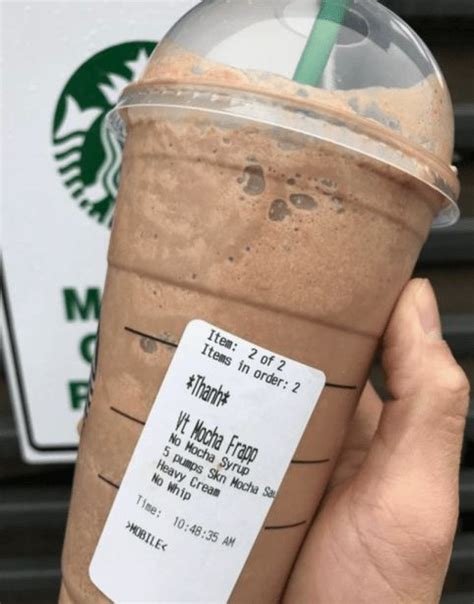 M
C
P
Item: 2 of 2
Items in order: 2
*Thanh*
Vt Mocha Frapp
No Mocha Syrup
5 pumps Skn Mocha Sau
Heavy Cream
No Whip
Time: 10:48:35 AM
>MOBILE<